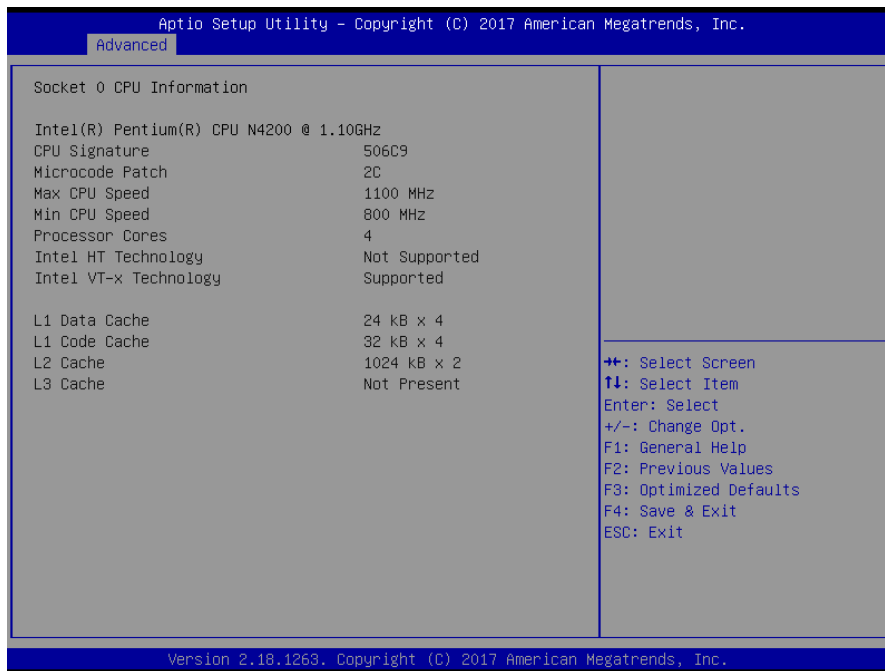 Aptio Setup Utility – Copyright (C) 2017 American Megatrends, Inc.
Advanced
Socket 0 CPU Information
Intel(R) Pentium(R) CPU N4200 @ 1.10GHz
CPU Signature 506C9
Microcode Patch 2C
Max CPU Speed 1100 MHz
Min CPU Speed 800 MHz
Processor Cores 4
Intel HT Technology Not Supported
Intel VT-x Technology Supported
L1 Data Cache 24 kB x 4
L1 Code Cache 32 kB x 4
L2 Cache 1024 kB x 2
L3 Cache Not Present
→←: Select Screen
↑↓: Select Item
Enter: Select
+/-: Change Opt.
F1: General Help
F2: Previous Values
F3: Optimized Defaults
F4: Save & Exit
ESC: Exit
Version 2.18.1263. Copyright (C) 2017 American Megatrends, Inc.